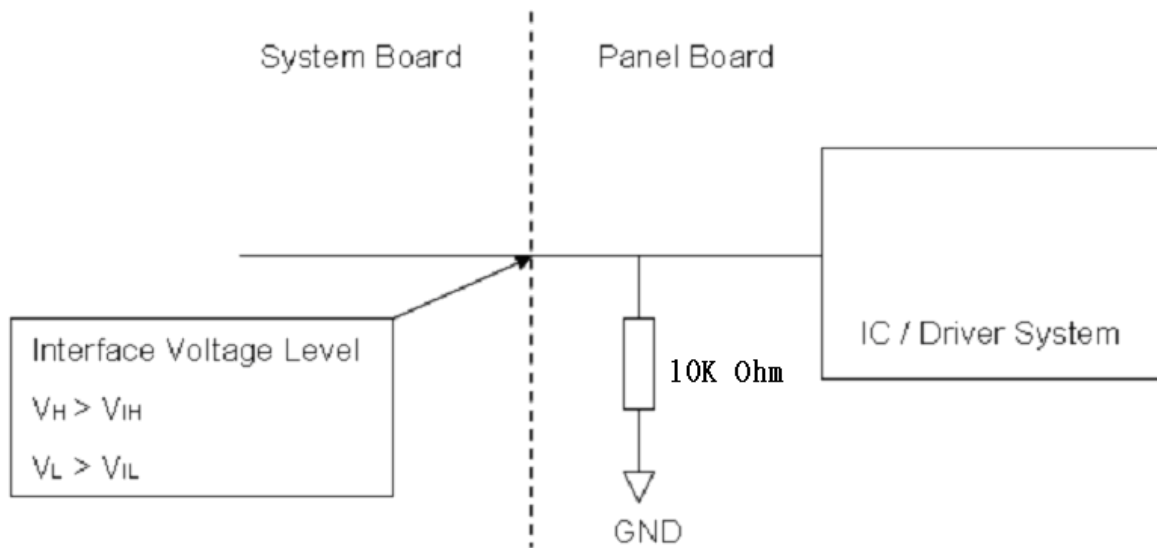 System Board
Panel Board
Interface Voltage Level
VH > VIH
VL > VIL
10K Ohm
IC / Driver System
GND